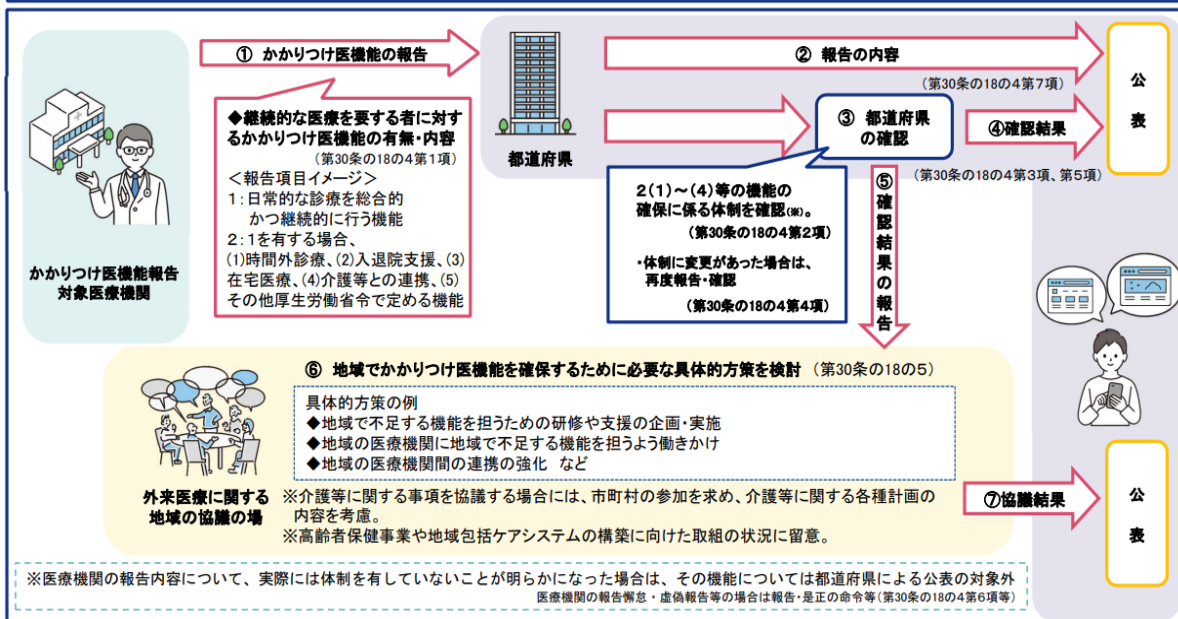 ① かかりつけ医機能の報告
② 報告の内容
(第30条の18の4第7項)
公
表
◆継続的な医療を要する者に対す
るかかりつけ医機能の有無・内容
(第30条の18の4第1項)
<報告項目イメージ>
1:日常的な診療を総合的
かつ継続的に行う機能
2:1を有する場合、
(1)時間外診療、(2)入退院支援、(3)
在宅医療、(4)介護等との連携、(5)
その他厚生労働省令で定める機能
かかりつけ医機能報告
対象医療機関
都道府県
③ 都道府県
の確認
④確認結果
(第30条の18の4第3項、第5項)
2(1)~(4)等の機能の
確保に係る体制を確認(※)。
(第30条の18の4第2項)
・体制に変更があった場合は、
再度報告・確認
(第30条の18の4第4項)
⑤確認結果の報告
⑥ 地域でかかりつけ医機能を確保するために必要な具体的方策を検討 (第30条の18の5)
具体的方策の例
◆地域で不足する機能を担うための研修や支援の企画・実施
◆地域の医療機関に地域で不足する機能を担うよう働きかけ
◆地域の医療機関間の連携の強化 など
外来医療に関する
地域の協議の場
※介護等に関する事項を協議する場合には、市町村の参加を求め、介護等に関する各種計画の
内容を考慮。
※高齢者保健事業や地域包括ケアシステムの構築に向けた取組の状況に留意。
⑦協議結果
公
表
※医療機関の報告内容について、実際には体制を有していないことが明らかになった場合は、その機能については都道府県による公表の対象外
医療機関の報告懈怠・虚偽報告等の場合は報告・是正の命令等(第30条の18の4第6項等)